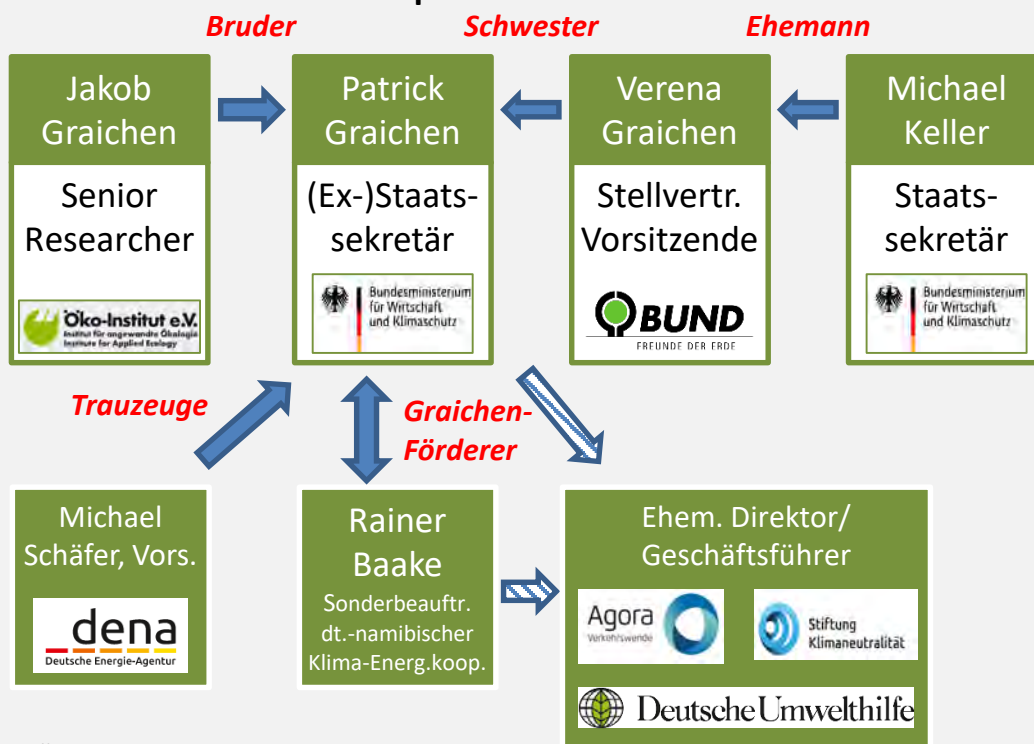 Bruder Schwester Ehemann
Jakob
Graichen
Patrick
Graichen
Verena
Graichen
Michael
Keller
Senior
Researcher
(Ex-)Staats-
sekretär
Stellvertr.
Vorsitzende
Staats-
sekretär
Öko-Institut e.V.
Institut für angewandte Ökologie
Institute for Applied Ecology
Bundesministerium
für Wirtschaft
und Klimaschutz
BUND
FREUNDE DER ERDE
Bundesministerium
für Wirtschaft
und Klimaschutz
Trauzeuge
Graichen-
Förderer
Michael
Schäfer, Vors.
dena
Deutsche Energie-Agentur
Rainer
Baake
Sonderbeauftr.
dt.-namibischer
Klima-Energ.koop.
Ehem. Direktor/
Geschäftsführer
Agora
Verkehrswende
Stiftung
Klimaneutralität
Deutsche Umwelthilfe